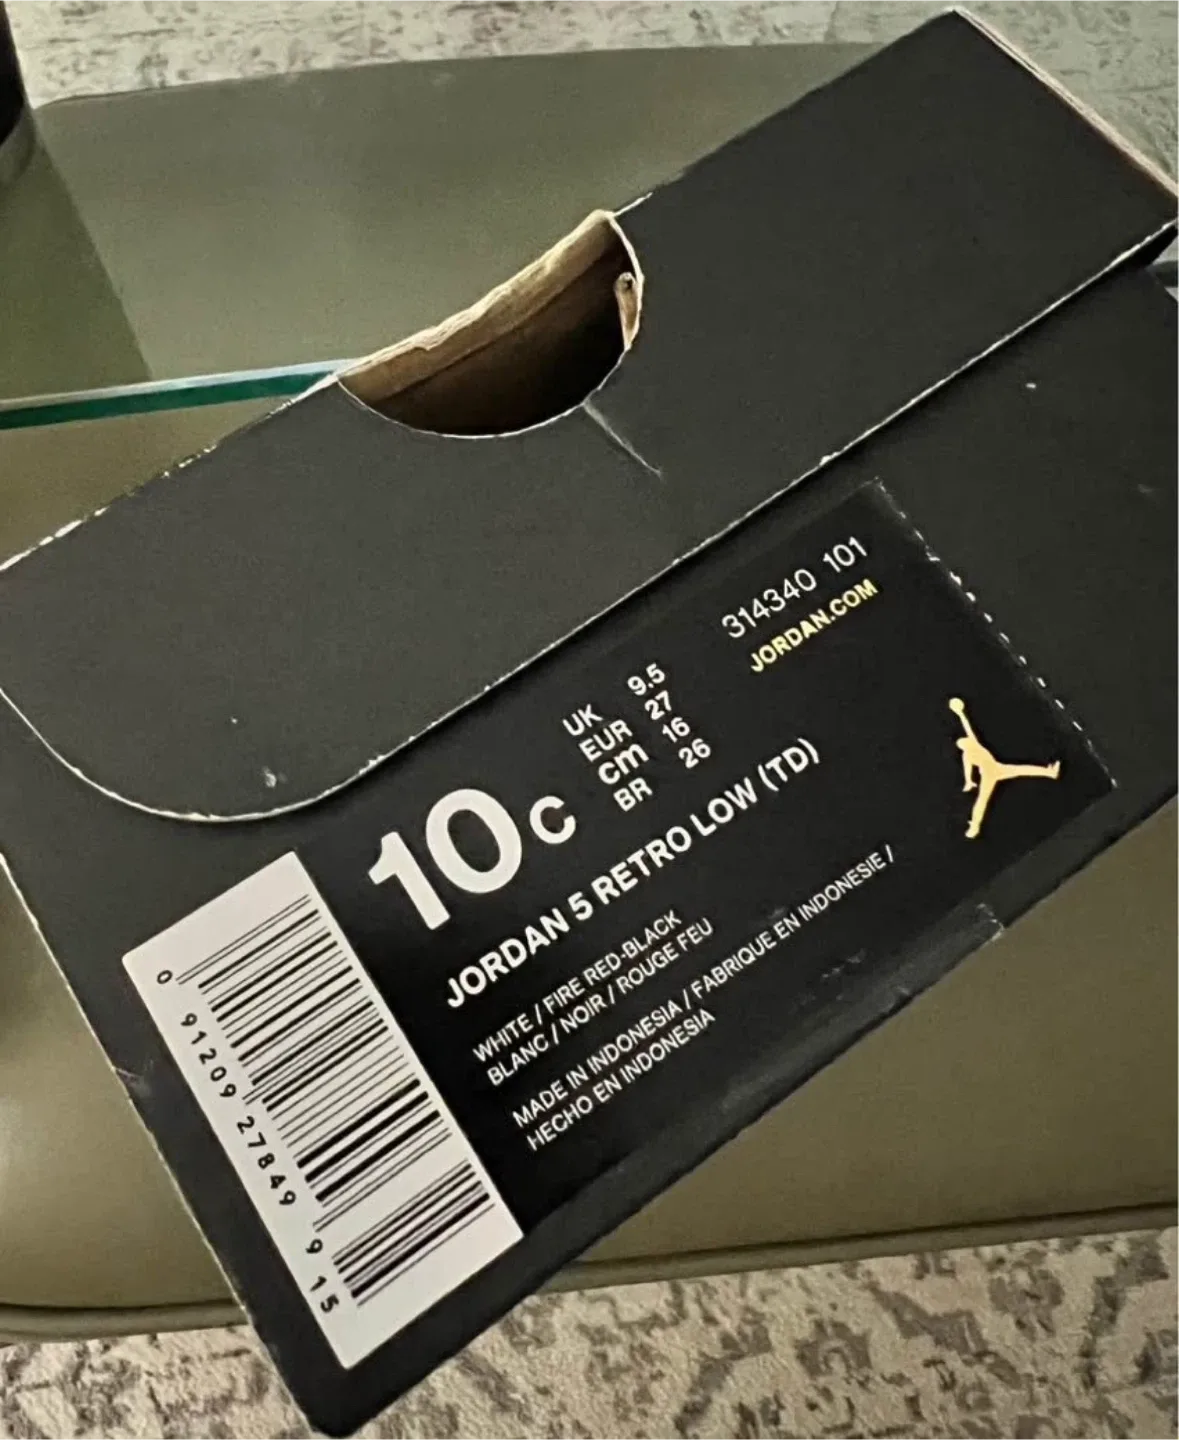 314340 101
JORDAN.COM
UK 9.5
EUR 27
cm 16
BR 26
10C
JORDAN 5 RETRO LOW (TD)
WHITE / FIRE RED-BLACK
BLANC / NOIR / ROUGE FEU
MADE IN INDONESIA / FABRIQUE EN INDONESIE /
HECHO EN INDONESIA
0 91209 27849 9 15